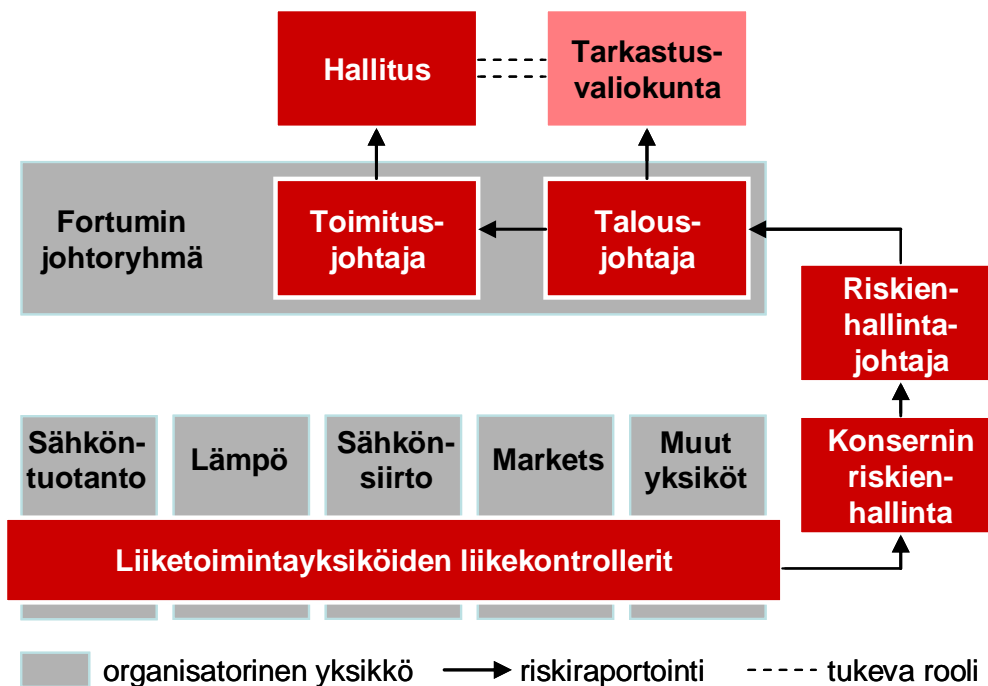 Hallitus
Tarkastus-
valiokunta
Fortumin
johtoryhmä
Toimitus-
johtaja
Talous-
johtaja
Riskien-
hallinta-
johtaja
Sähkön-
tuotanto
Lämpö
Sähkön-
siirto
Markets
Muut
yksiköt
Konsernin
riskien-
hallinta
Liiketoimintayksiköiden liikekontrollerit
organisatorinen yksikkö
riskiraportointi
tukeva rooli